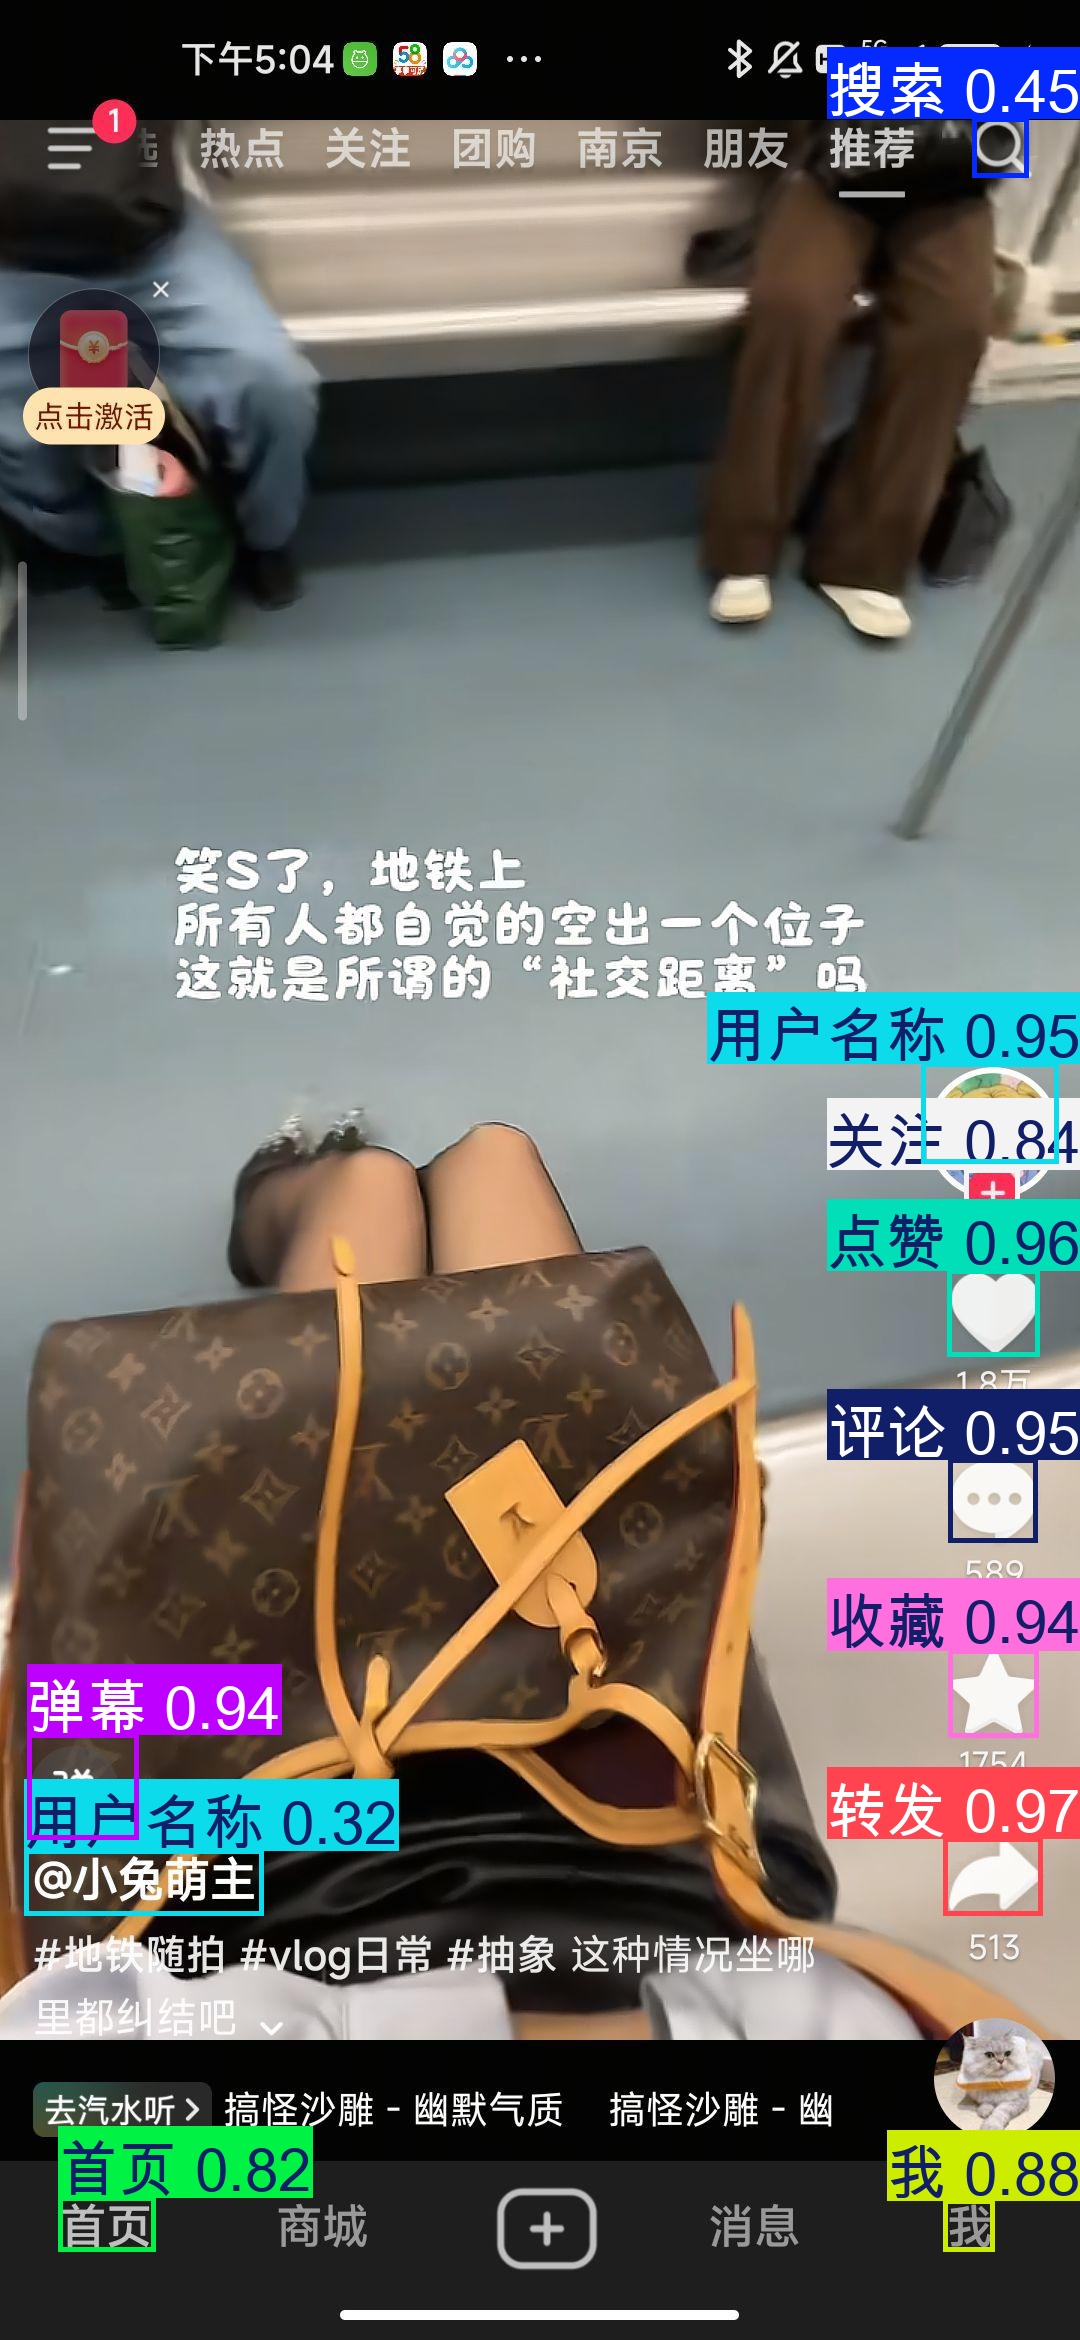 下午5:04
搜索 0.45
1
热点 关注 团购 南京 朋友 推荐
点击激活
笑S了，地铁上
所有人都自觉的空出一个位子
这就是所谓的“社交距离”吗
用户名称 0.95
关注 0.84
点赞 0.96
1.8万
评论 0.95
589
收藏 0.94
1754
弹幕 0.94
转发 0.97
用户名称 0.32
@小兔萌主
513
#地铁随拍 #vlog日常 #抽象 这种情况坐哪
里都纠结吧
去汽水听 搞怪沙雕 - 幽默气质 搞怪沙雕 - 幽
首页 0.82
我 0.88
首页 商城 消息 我